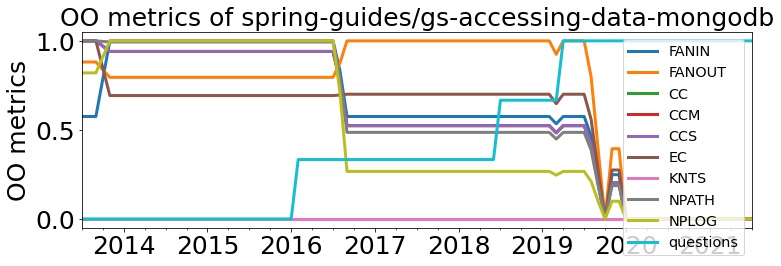 OO metrics of spring-guides/gs-accessing-data-mongodb
OO metrics
1.0
0.5
0.0
2014 2015 2016 2017 2018 2019 2020 2021
FANIN
FANOUT
CC
CCM
CCS
EC
KNTS
NPATH
NPLOG
questions